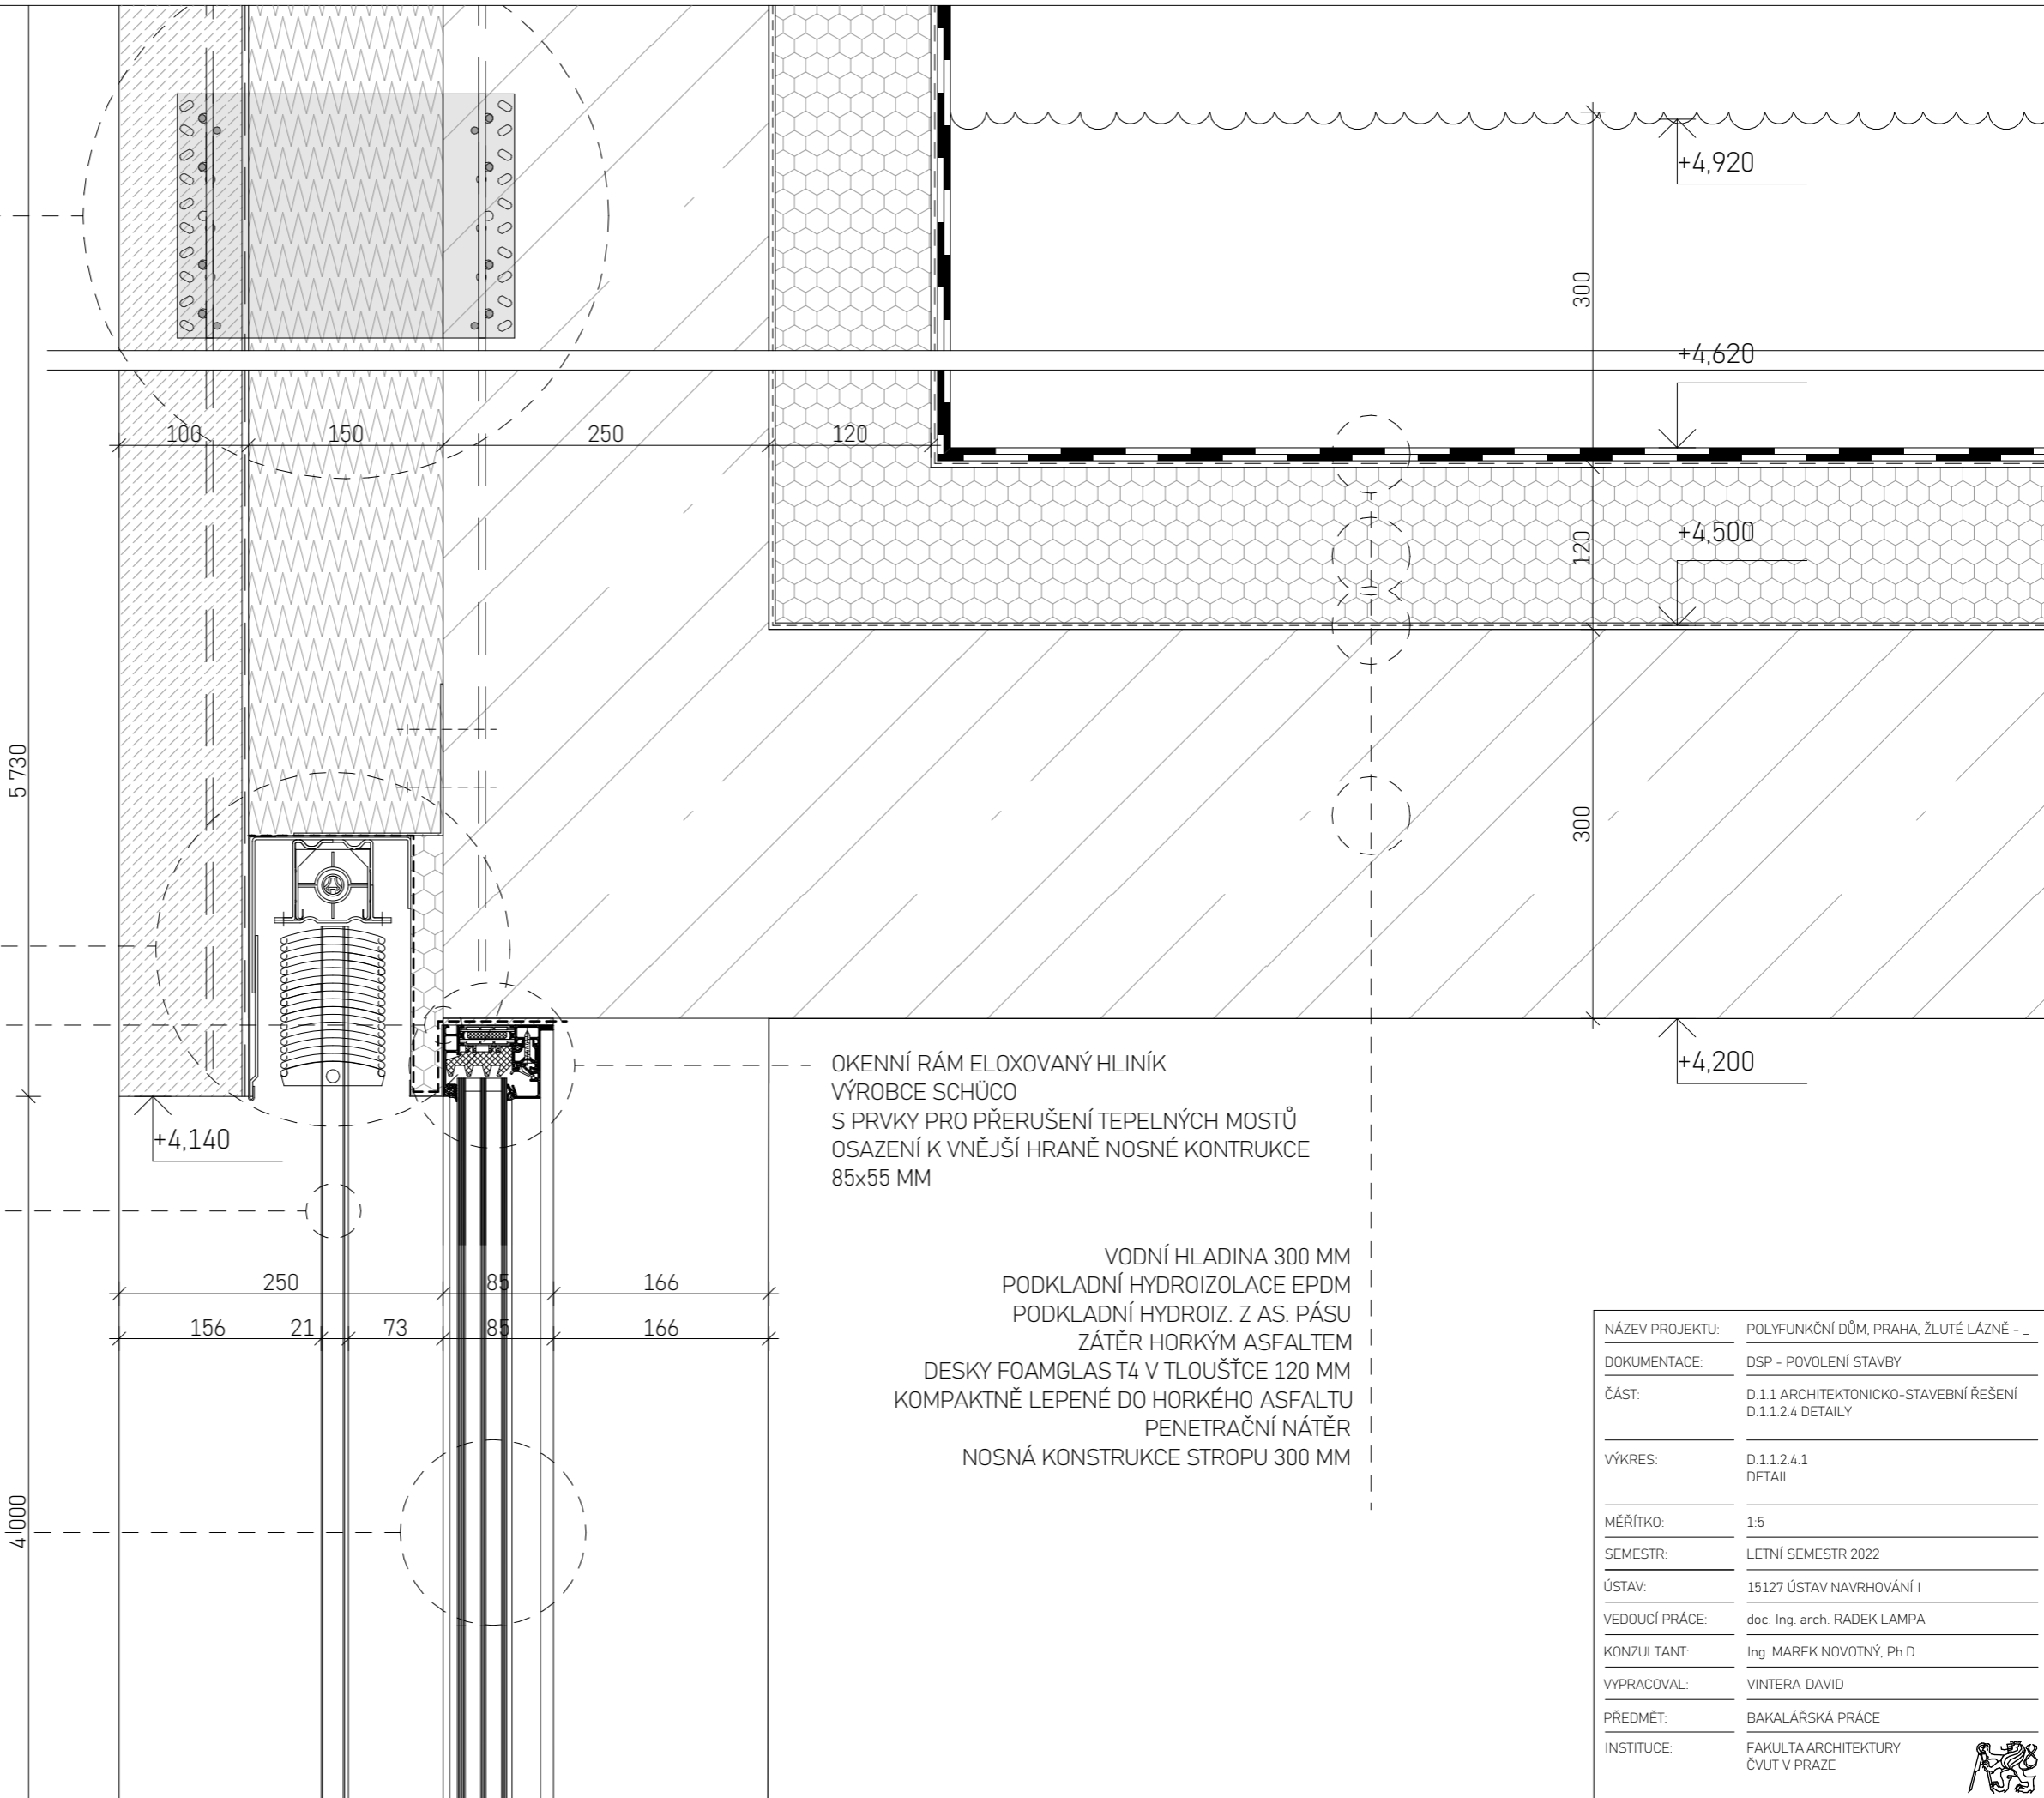 +4,920
300
+4,620
100
150
250
120
+4,500
120
5 730
300
+4,200
+4,140
OKENNÍ RÁM ELOXOVANÝ HLINÍK
VÝROBCE SCHÜCO
S PRVKY PRO PŘERUŠENÍ TEPELNÝCH MOSTŮ
OSAZENÍ K VNĚJŠÍ HRANĚ NOSNÉ KONTRUKCE
85x55 MM
250
85
166
156
21
73
85
166
4 000
VODNÍ HLADINA 300 MM
PODKLADNÍ HYDROIZOLACE EPDM
PODKLADNÍ HYDROIZ. Z AS. PÁSU
ZÁTĚR HORKÝM ASFALTEM
DESKY FOAMGLAS T4 V TLOUŠŤCE 120 MM
KOMPAKTNĚ LEPENÉ DO HORKÉHO ASFALTU
PENETRAČNÍ NÁTĚR
NOSNÁ KONSTRUKCE STROPU 300 MM
NÁZEV PROJEKTU: POLYFUNKČNÍ DŮM, PRAHA, ŽLUTÉ LÁZNĚ - _
DOKUMENTACE: DSP - POVOLENÍ STAVBY
ČÁST: D.1.1 ARCHITEKTONICKO-STAVEBNÍ ŘEŠENÍ
D.1.1.2.4 DETAILY
VÝKRES: D.1.1.2.4.1
DETAIL
MĚŘÍTKO: 1:5
SEMESTR: LETNÍ SEMESTR 2022
ÚSTAV: 15127 ÚSTAV NAVRHOVÁNÍ I
VEDOUCÍ PRÁCE: doc. Ing. arch. RADEK LAMPA
KONZULTANT: Ing. MAREK NOVOTNÝ, Ph.D.
VYPRACOVAL: VINTERA DAVID
PŘEDMĚT: BAKALÁŘSKÁ PRÁCE
INSTITUCE: FAKULTA ARCHITEKTURY
ČVUT V PRAZE